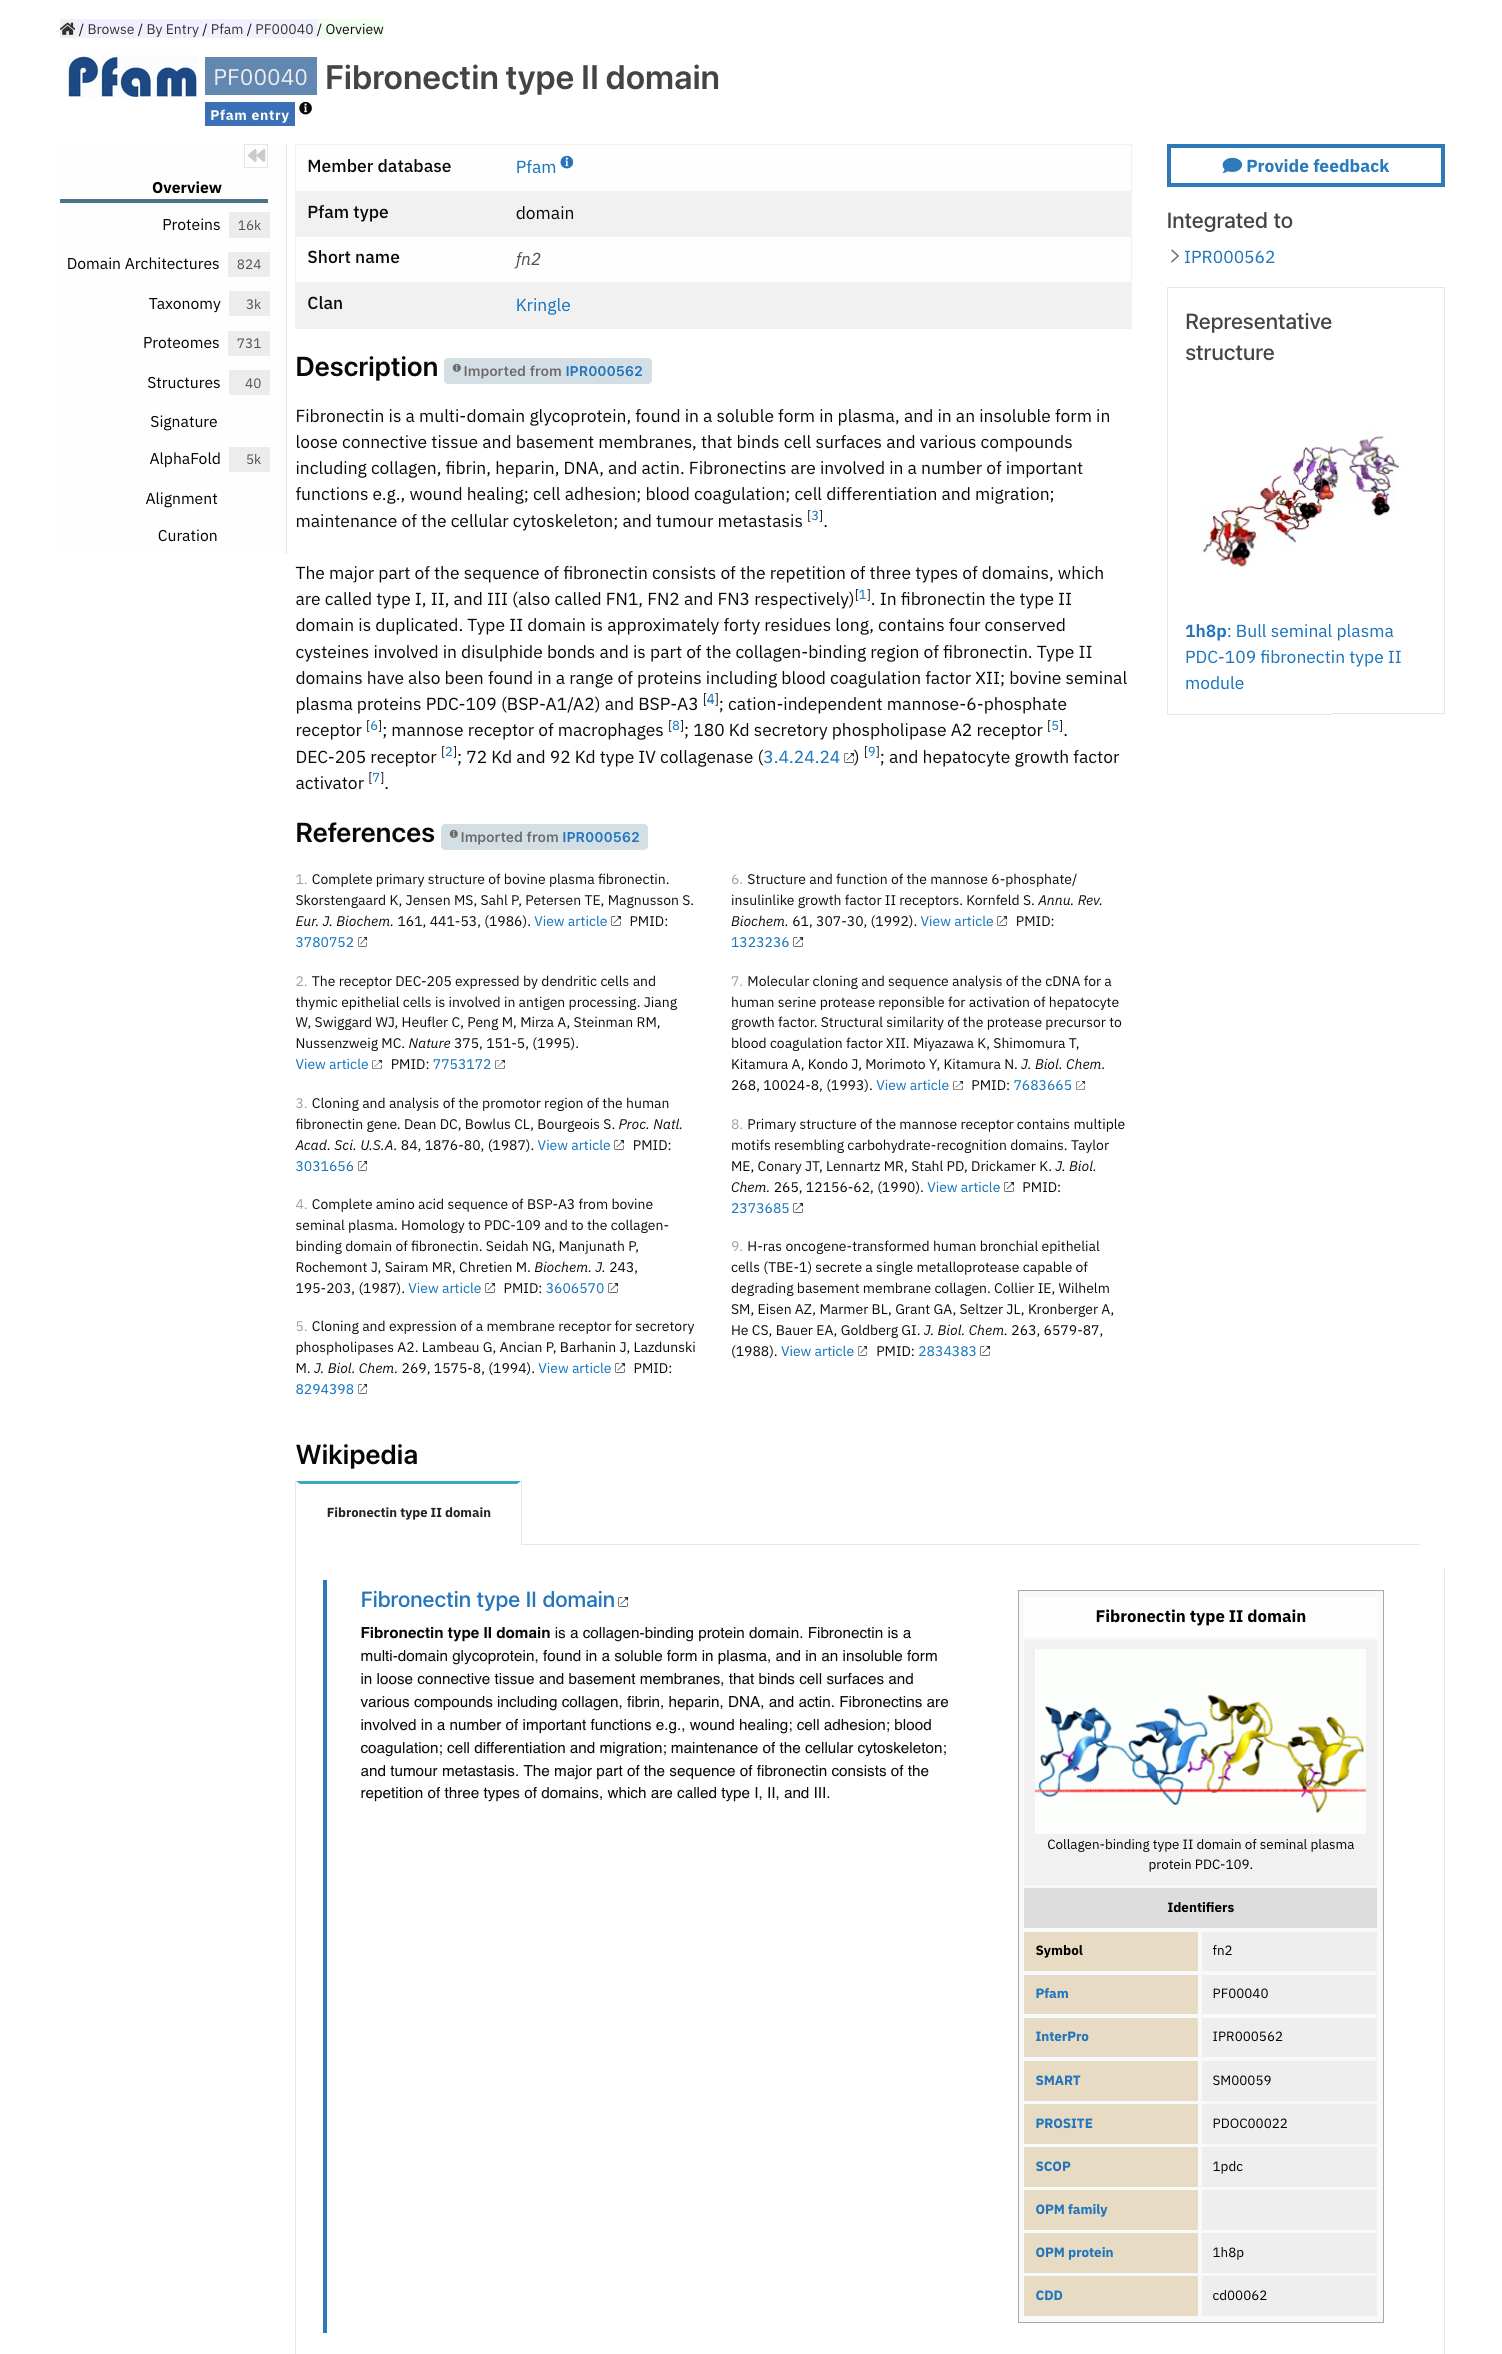 / Browse / By Entry / Pfam / PF00040 / Overview
Pfam PF00040 Fibronectin type II domain
Pfam entry
Overview
Proteins 16k
Domain Architectures 824
Taxonomy 3k
Proteomes 731
Structures 40
Signature
AlphaFold 5k
Alignment
Curation
Member database Pfam
Pfam type domain
Short name fn2
Clan Kringle
Description Imported from IPR000562
Fibronectin is a multi-domain glycoprotein, found in a soluble form in plasma, and in an insoluble form in
loose connective tissue and basement membranes, that binds cell surfaces and various compounds
including collagen, fibrin, heparin, DNA, and actin. Fibronectins are involved in a number of important
functions e.g., wound healing; cell adhesion; blood coagulation; cell differentiation and migration;
maintenance of the cellular cytoskeleton; and tumour metastasis [3].
The major part of the sequence of fibronectin consists of the repetition of three types of domains, which
are called type I, II, and III (also called FN1, FN2 and FN3 respectively)[1]. In fibronectin the type II
domain is duplicated. Type II domain is approximately forty residues long, contains four conserved
cysteines involved in disulphide bonds and is part of the collagen-binding region of fibronectin. Type II
domains have also been found in a range of proteins including blood coagulation factor XII; bovine seminal
plasma proteins PDC-109 (BSP-A1/A2) and BSP-A3 [4]; cation-independent mannose-6-phosphate
receptor [6]; mannose receptor of macrophages [8]; 180 Kd secretory phospholipase A2 receptor [5].
DEC-205 receptor [2]; 72 Kd and 92 Kd type IV collagenase (3.4.24.24) [9]; and hepatocyte growth factor
activator [7].
References Imported from IPR000562
1. Complete primary structure of bovine plasma fibronectin.
Skorstengaard K, Jensen MS, Sahl P, Petersen TE, Magnusson S.
Eur. J. Biochem. 161, 441-53, (1986). View article PMID:
3780752
2. The receptor DEC-205 expressed by dendritic cells and
thymic epithelial cells is involved in antigen processing. Jiang
W, Swiggard WJ, Heufler C, Peng M, Mirza A, Steinman RM,
Nussenzweig MC. Nature 375, 151-5, (1995).
View article PMID: 7753172
3. Cloning and analysis of the promotor region of the human
fibronectin gene. Dean DC, Bowlus CL, Bourgeois S. Proc. Natl.
Acad. Sci. U.S.A. 84, 1876-80, (1987). View article PMID:
3031656
4. Complete amino acid sequence of BSP-A3 from bovine
seminal plasma. Homology to PDC-109 and to the collagen-
binding domain of fibronectin. Seidah NG, Manjunath P,
Rochemont J, Sairam MR, Chretien M. Biochem. J. 243,
195-203, (1987). View article PMID: 3606570
5. Cloning and expression of a membrane receptor for secretory
phospholipases A2. Lambeau G, Ancian P, Barhanin J, Lazdunski
M. J. Biol. Chem. 269, 1575-8, (1994). View article PMID:
8294398
6. Structure and function of the mannose 6-phosphate/
insulinlike growth factor II receptors. Kornfeld S. Annu. Rev.
Biochem. 61, 307-30, (1992). View article PMID:
1323236
7. Molecular cloning and sequence analysis of the cDNA for a
human serine protease reponsible for activation of hepatocyte
growth factor. Structural similarity of the protease precursor to
blood coagulation factor XII. Miyazawa K, Shimomura T,
Kitamura A, Kondo J, Morimoto Y, Kitamura N. J. Biol. Chem.
268, 10024-8, (1993). View article PMID: 7683665
8. Primary structure of the mannose receptor contains multiple
motifs resembling carbohydrate-recognition domains. Taylor
ME, Conary JT, Lennartz MR, Stahl PD, Drickamer K. J. Biol.
Chem. 265, 12156-62, (1990). View article PMID:
2373685
9. H-ras oncogene-transformed human bronchial epithelial
cells (TBE-1) secrete a single metalloprotease capable of
degrading basement membrane collagen. Collier IE, Wilhelm
SM, Eisen AZ, Marmer BL, Grant GA, Seltzer JL, Kronberger A,
He CS, Bauer EA, Goldberg GI. J. Biol. Chem. 263, 6579-87,
(1988). View article PMID: 2834383
Provide feedback
Integrated to
IPR000562
Representative
structure
1h8p: Bull seminal plasma
PDC-109 fibronectin type II
module
Wikipedia
Fibronectin type II domain
Fibronectin type II domain
Fibronectin type II domain is a collagen-binding protein domain. Fibronectin is a
multi-domain glycoprotein, found in a soluble form in plasma, and in an insoluble form
in loose connective tissue and basement membranes, that binds cell surfaces and
various compounds including collagen, fibrin, heparin, DNA, and actin. Fibronectins are
involved in a number of important functions e.g., wound healing; cell adhesion; blood
coagulation; cell differentiation and migration; maintenance of the cellular cytoskeleton;
and tumour metastasis. The major part of the sequence of fibronectin consists of the
repetition of three types of domains, which are called type I, II, and III.
Fibronectin type II domain
Collagen-binding type II domain of seminal plasma
protein PDC-109.
Identifiers
Symbol fn2
Pfam PF00040
InterPro IPR000562
SMART SM00059
PROSITE PDOC00022
SCOP 1pdc
OPM family
OPM protein 1h8p
CDD cd00062